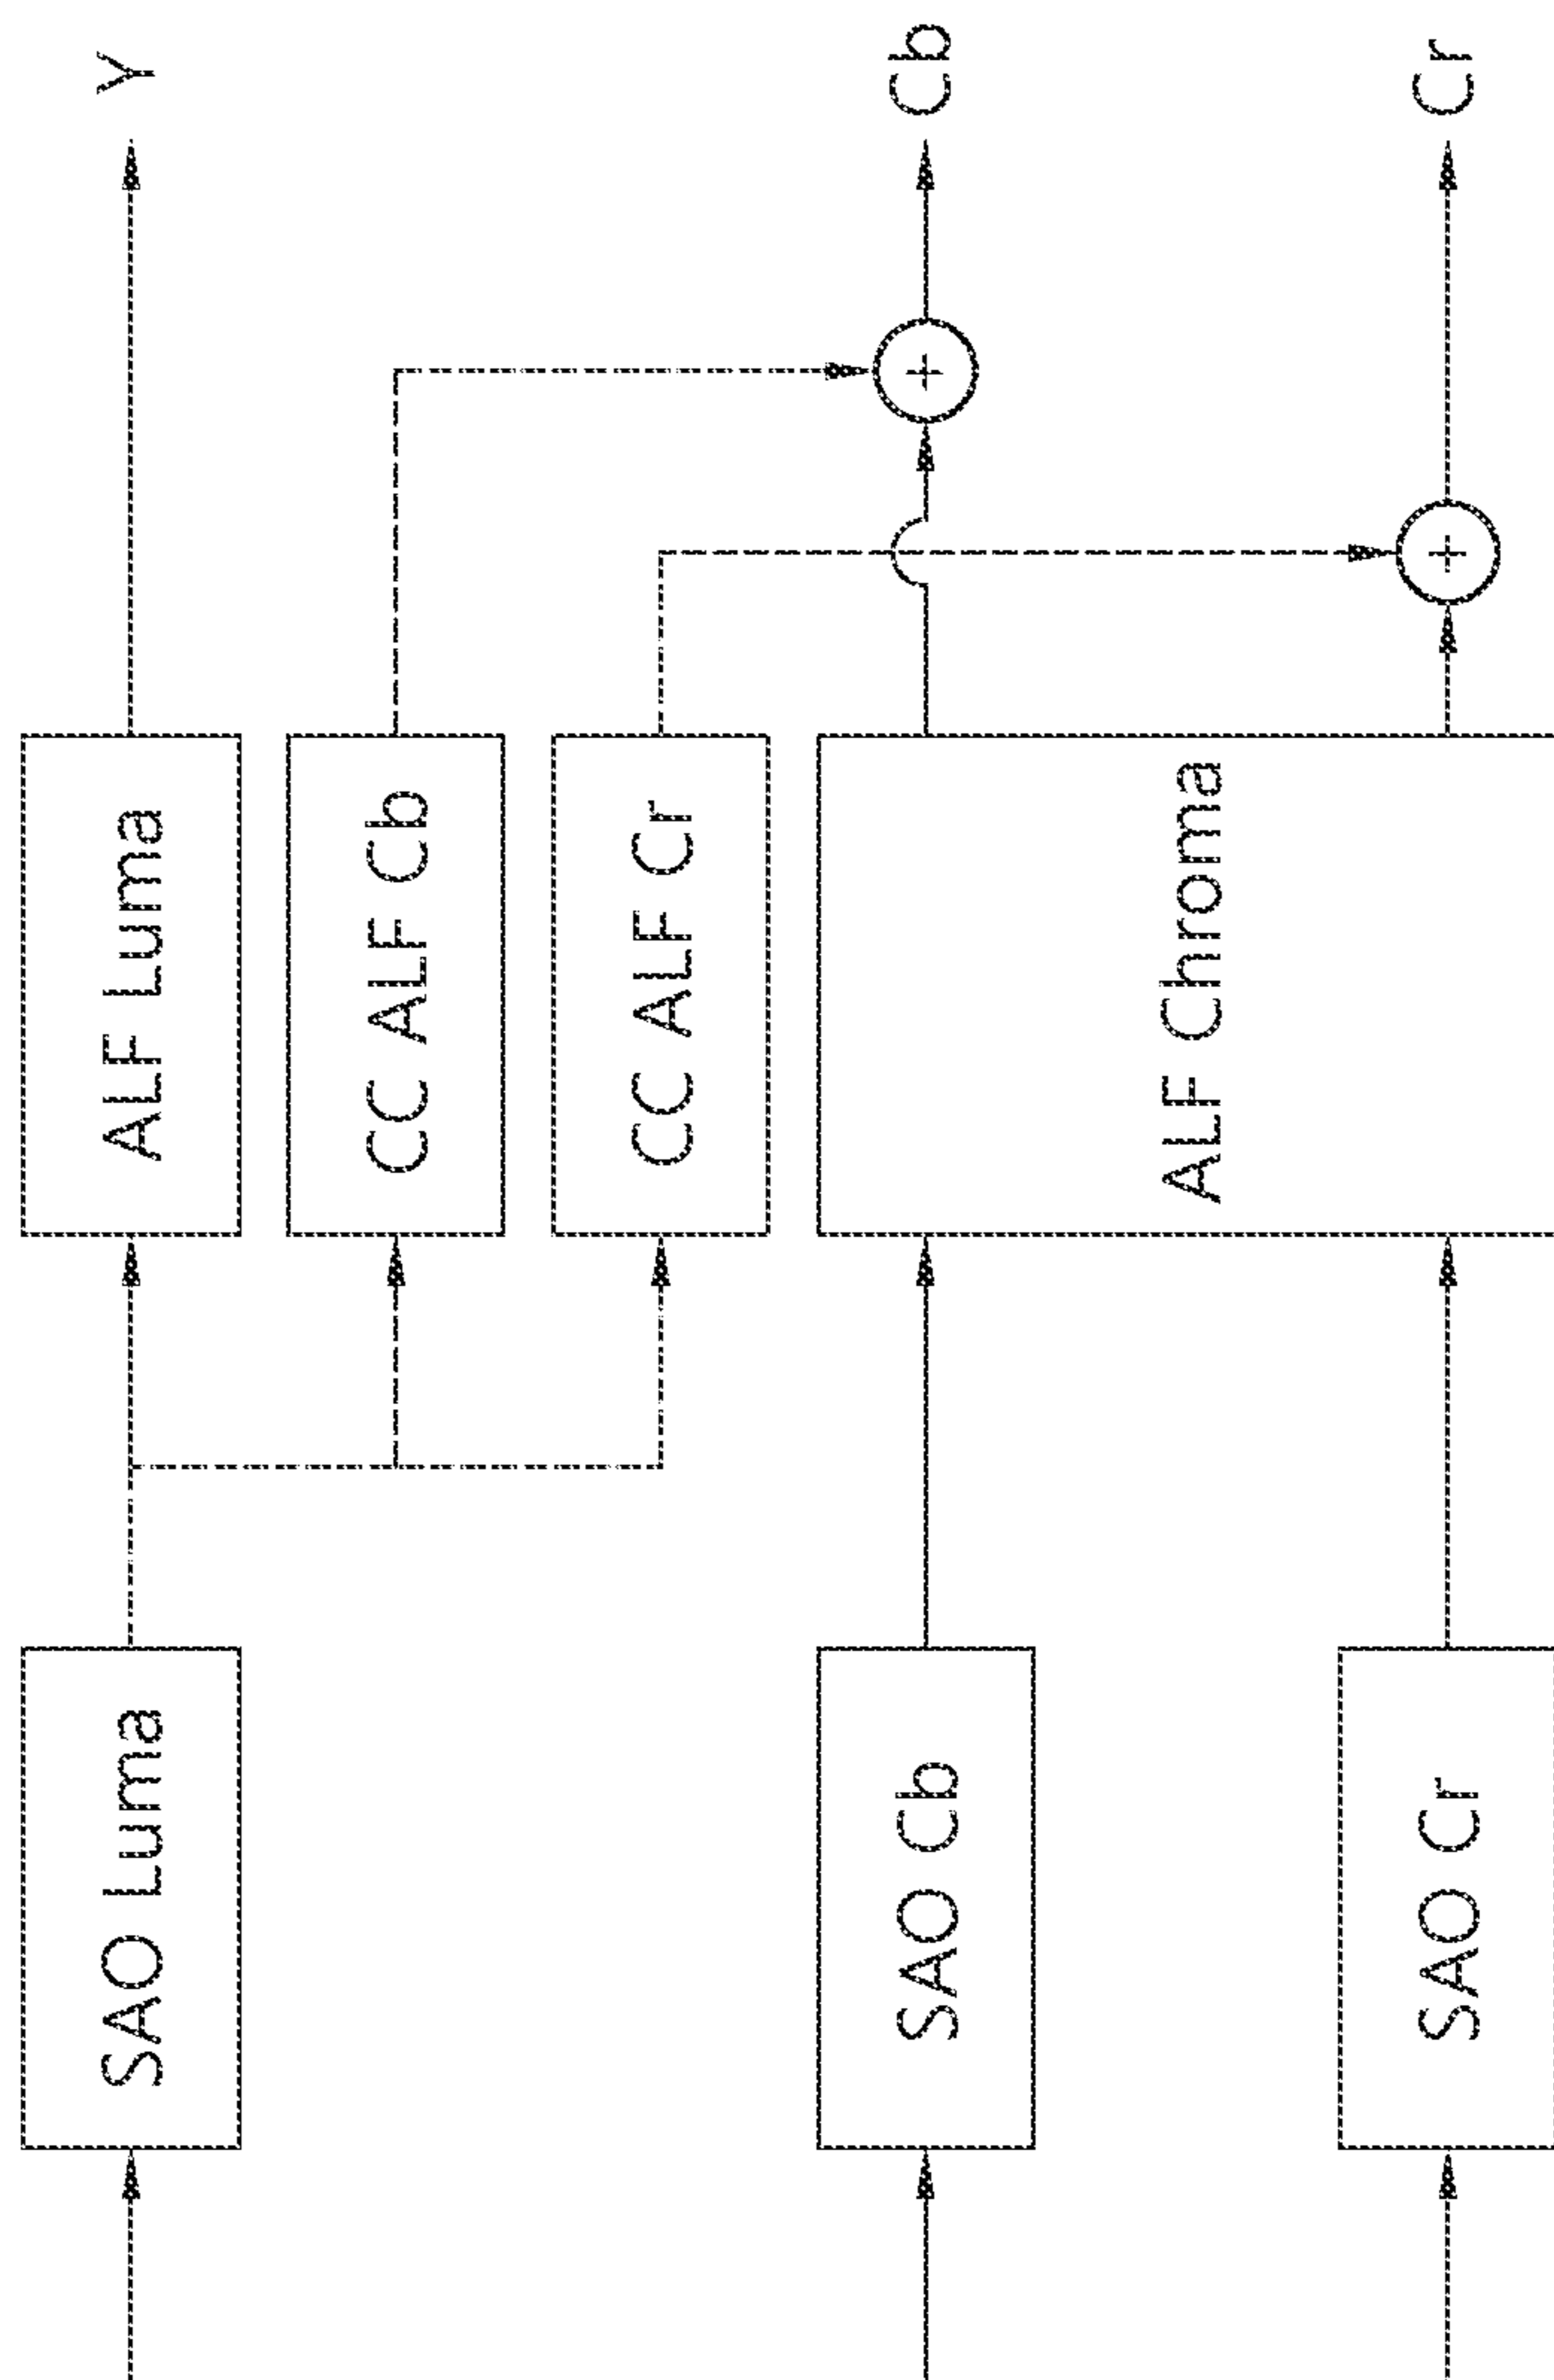 SAO Luma
ALF Luma
Y
CC ALF Cb
CC ALF Cr
SAO Cb
ALF Chroma
+
Cb
SAO Cr
+
Cr